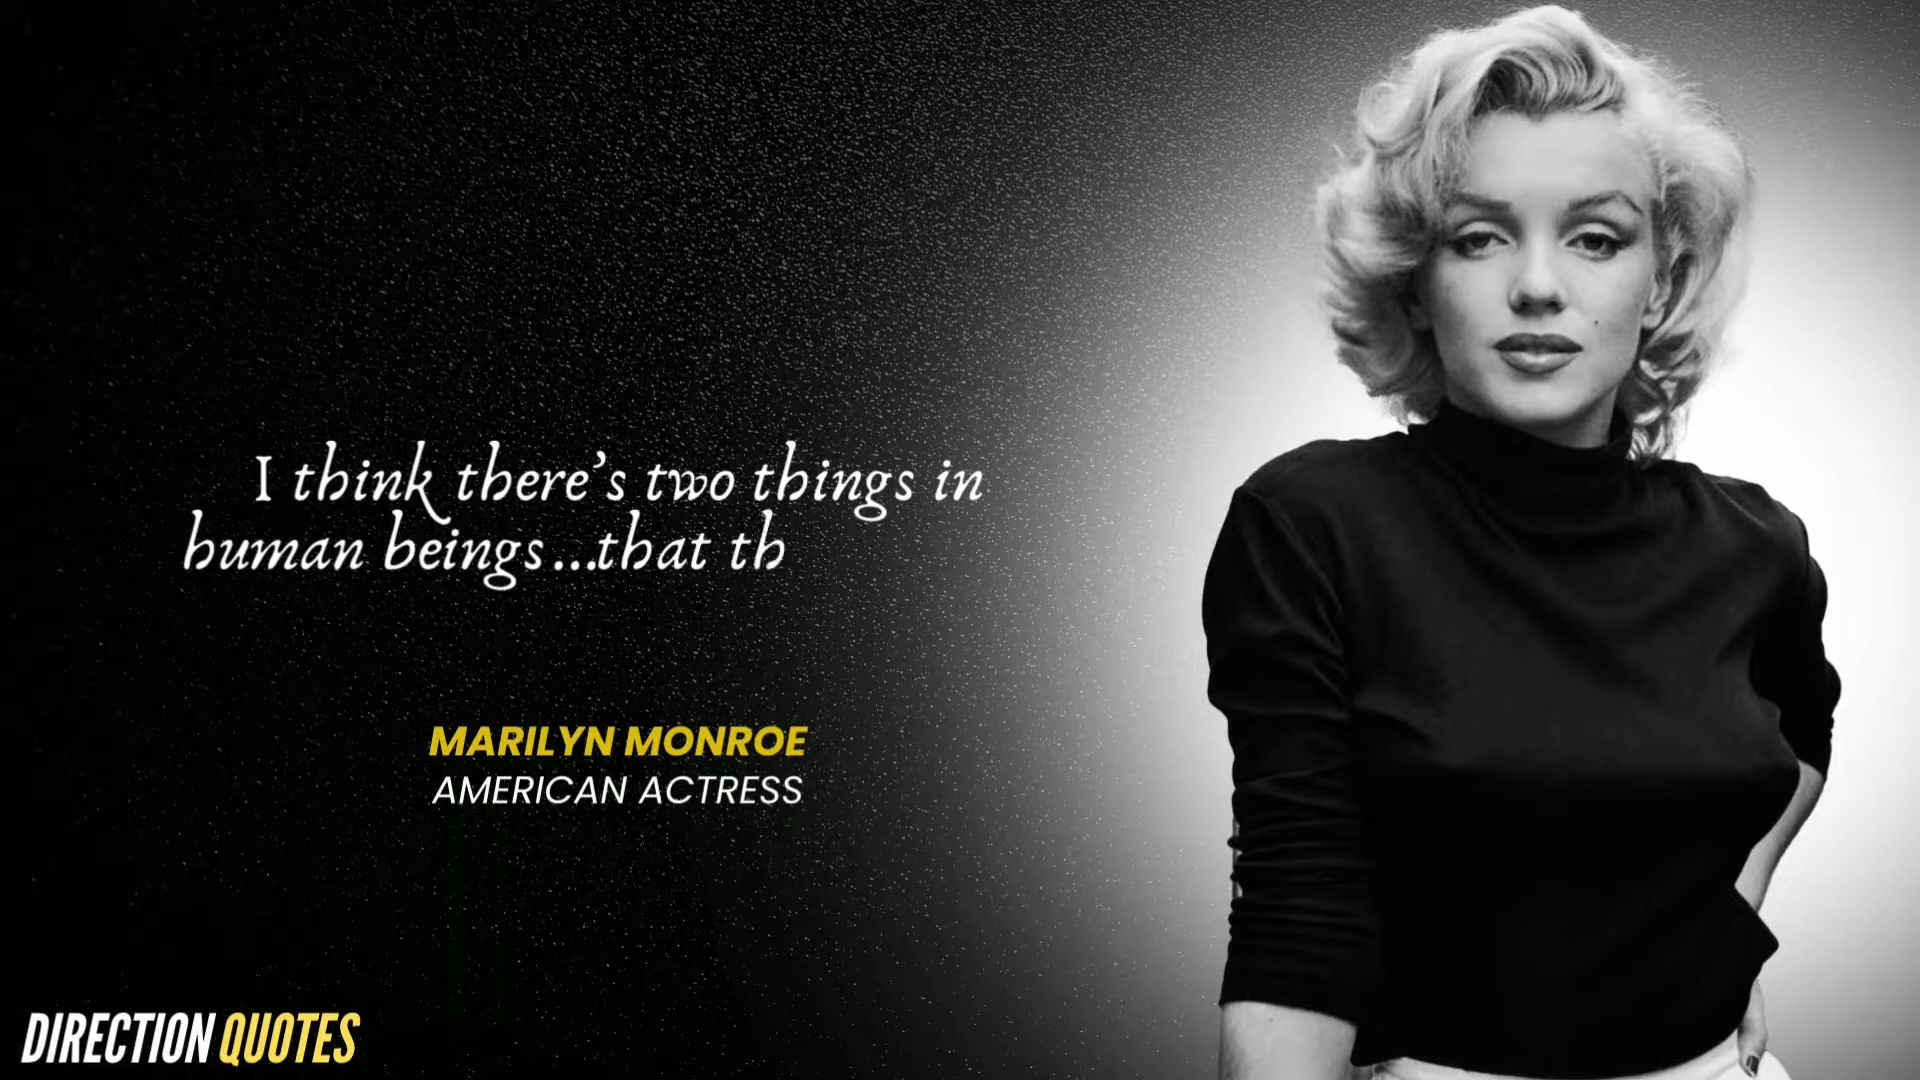 I think there’s two things in
human beings...that th
MARILYN MONROE
AMERICAN ACTRESS
DIRECTION QUOTES